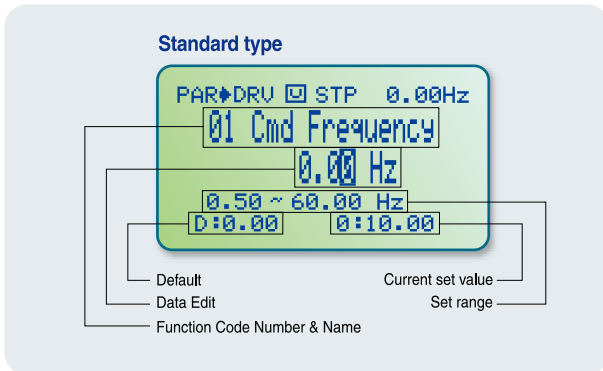 Standard type
PAR➧DRV U STP 0.00Hz
01 Cmd Frequency
0.00 Hz
0.50 ~ 60.00 Hz
D:0.00 0:10.00
Default
Current set value
Data Edit
Set range
Function Code Number & Name